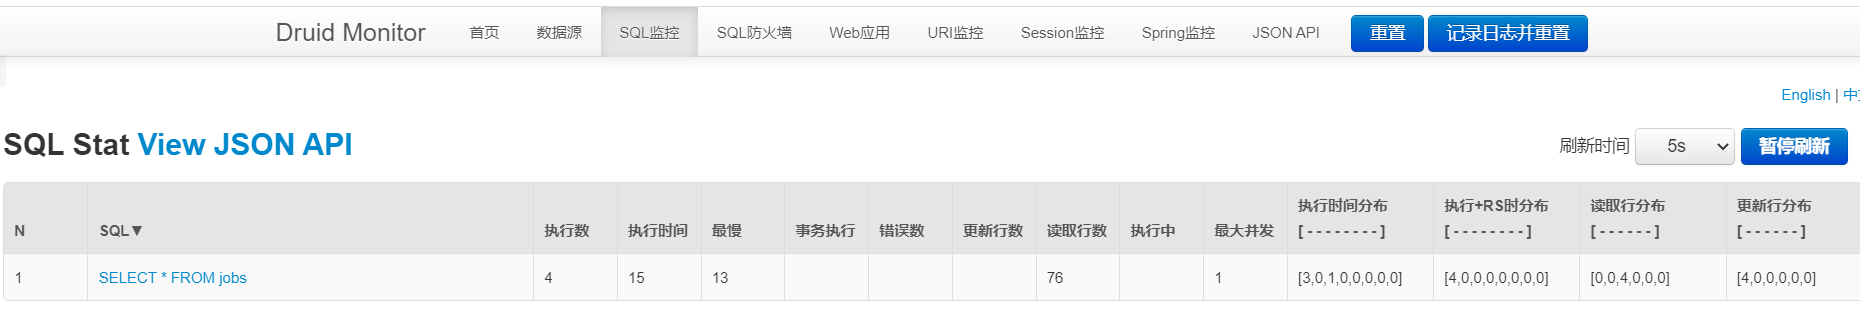 Druid Monitor 首页 数据源 SQL监控 SQL防火墙 Web应用 URI监控 Session监控 Spring监控 JSON API 重置 记录日志并重置
English |
SQL Stat View JSON API 刷新时间 5s 暂停刷新
N SQL▼ 执行数 执行时间 最慢 事务执行 错误数 更新行数 读取行数 执行中 最大并发 执行时间分布 [ - - - - - - - - ] 执行+RS时分布 [ - - - - - - - - ] 读取行分布 [ - - - - - - ] 更新行分布 [ - - - - - - ]
1 SELECT * FROM jobs 4 15 13 76 1 [3,0,1,0,0,0,0,0] [4,0,0,0,0,0,0,0] [0,0,4,0,0,0] [4,0,0,0,0,0]